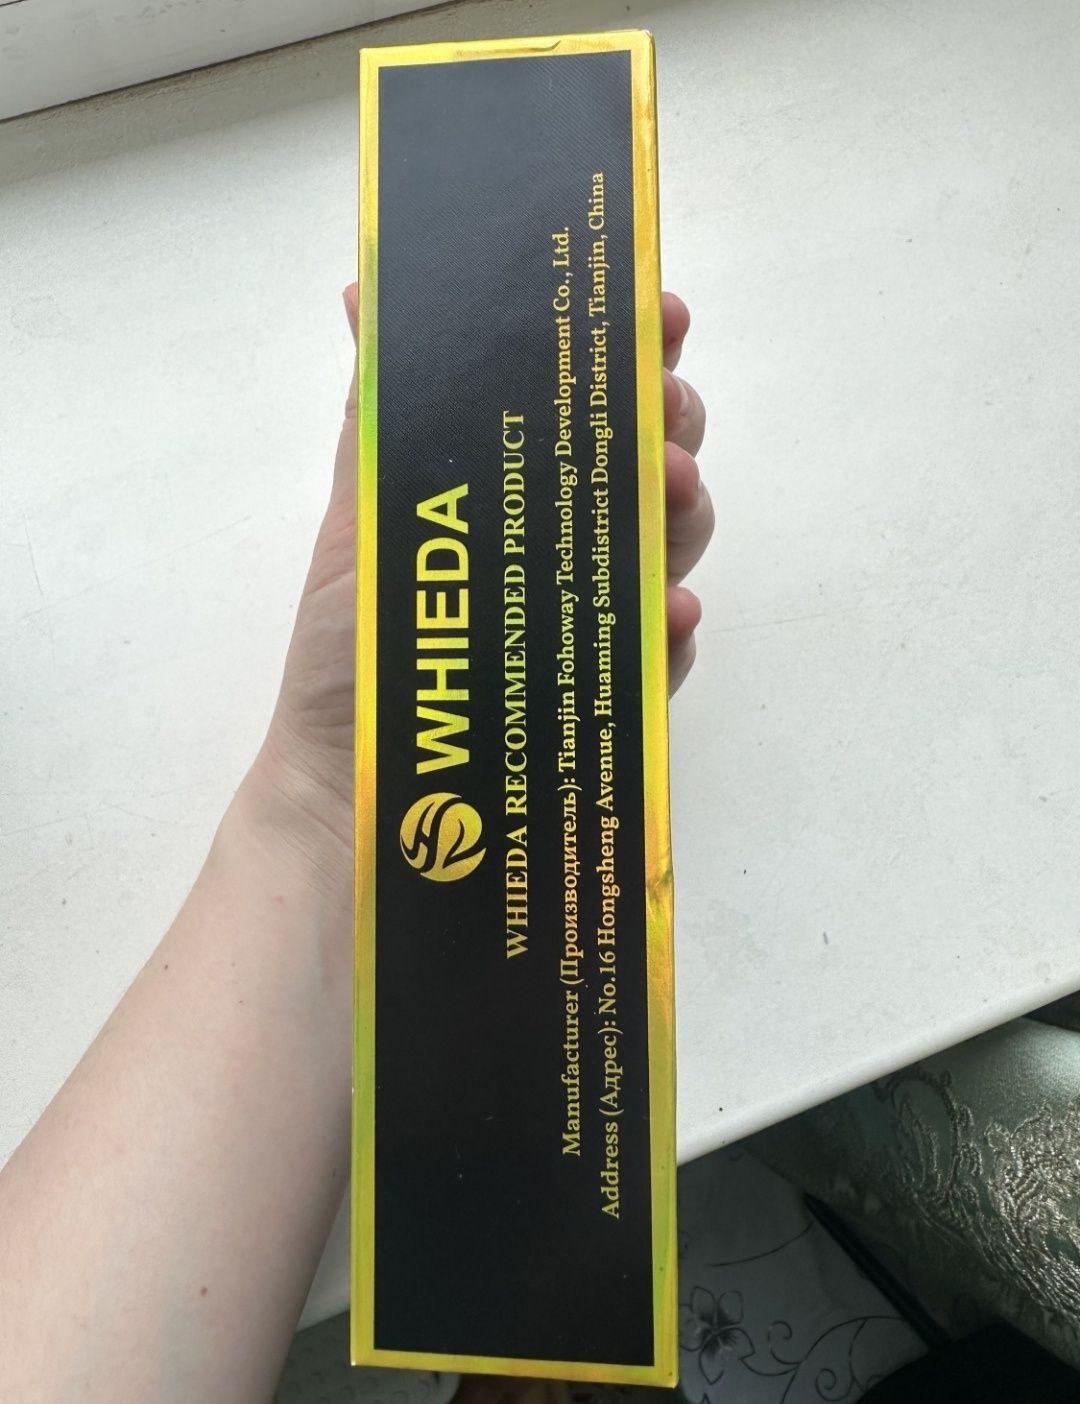 WHIEDA
WHIEDA RECOMMENDED PRODUCT
Manufacturer (Производитель): Tianjin Fohoway Technology Development Co., Ltd.
Address (Адрес): No.16 Hongsheng Avenue, Huaming Subdistrict Dongli District, Tianjin, China